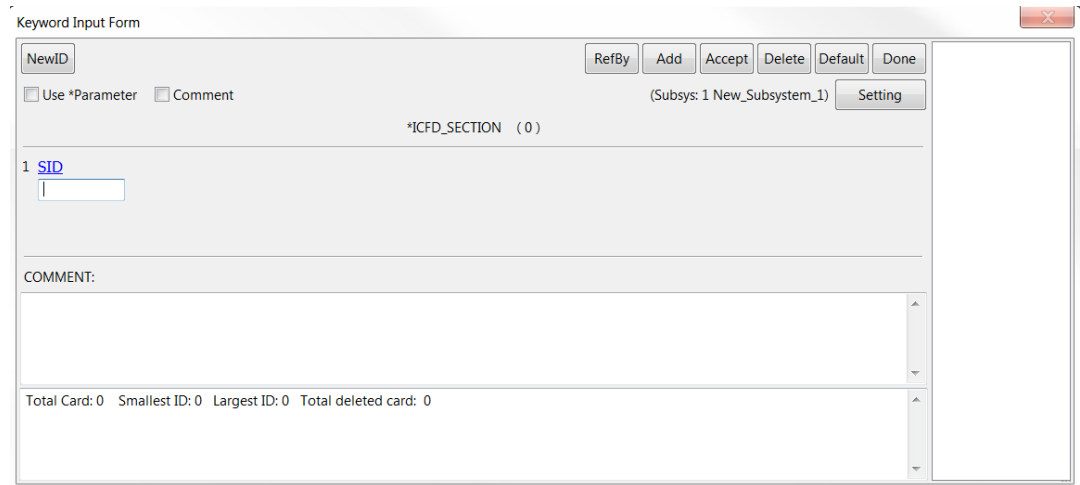 Keyword Input Form
X
NewID RefBy Add Accept Delete Default Done
Use *Parameter Comment (Subsys: 1 New_Subsystem_1) Setting
*ICFD_SECTION ( 0 )
1 SID
COMMENT:
Total Card: 0 Smallest ID: 0 Largest ID: 0 Total deleted card: 0